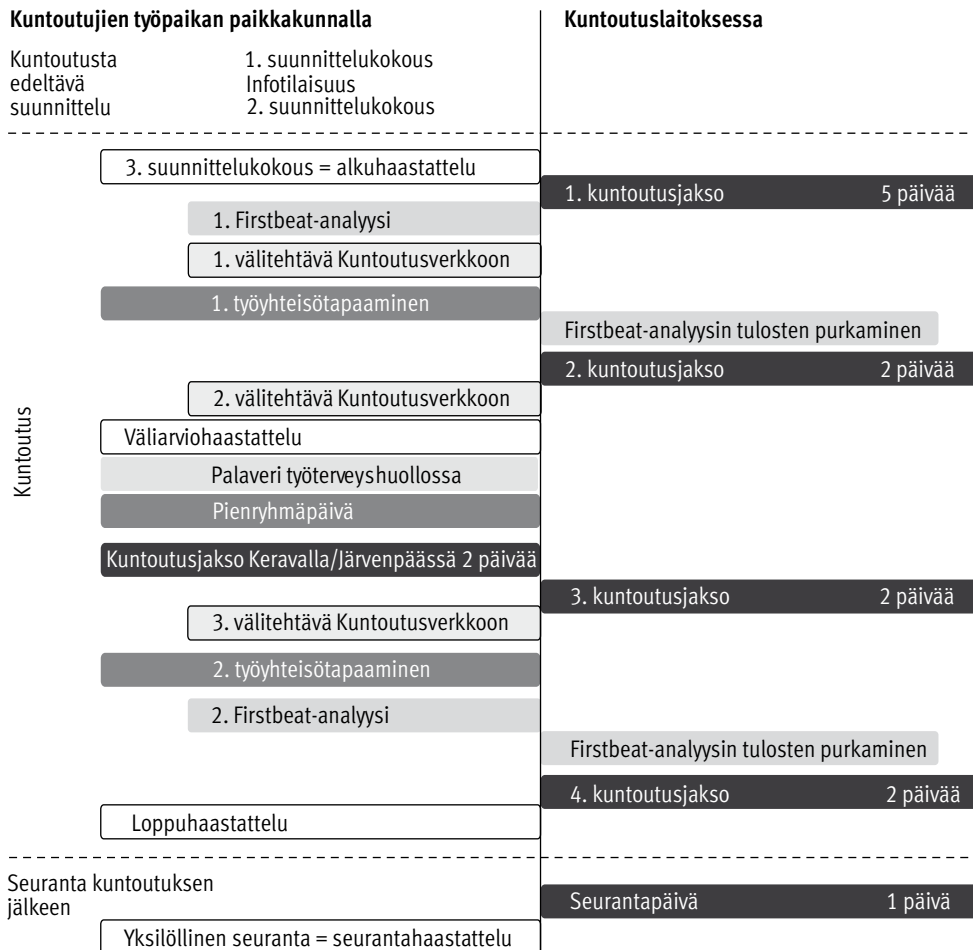 Kuntoutujien työpaikan paikkakunnalla
Kuntoutuslaitoksessa
Kuntoutusta
edeltävä
suunnittelu
1. suunnittelukokous
Infotilaisuus
2. suunnittelukokous
Kuntoutus
3. suunnittelukokous = alkuhaastattelu
1. kuntoutusjakso 5 päivää
1. Firstbeat-analyysi
1. välitehtävä Kuntoutusverkkoon
1. työyhteisötapaaminen
Firstbeat-analyysin tulosten purkaminen
2. kuntoutusjakso 2 päivää
2. välitehtävä Kuntoutusverkkoon
Väliarviohaastattelu
Palaveri työterveyshuollossa
Pienryhmäpäivä
Kuntoutusjakso Keravalla/Järvenpäässä 2 päivää
3. kuntoutusjakso 2 päivää
3. välitehtävä Kuntoutusverkkoon
2. työyhteisötapaaminen
2. Firstbeat-analyysi
Firstbeat-analyysin tulosten purkaminen
4. kuntoutusjakso 2 päivää
Loppuhaastattelu
Seuranta kuntoutuksen
jälkeen
Seurantapäivä 1 päivä
Yksilöllinen seuranta = seurantahaastattelu